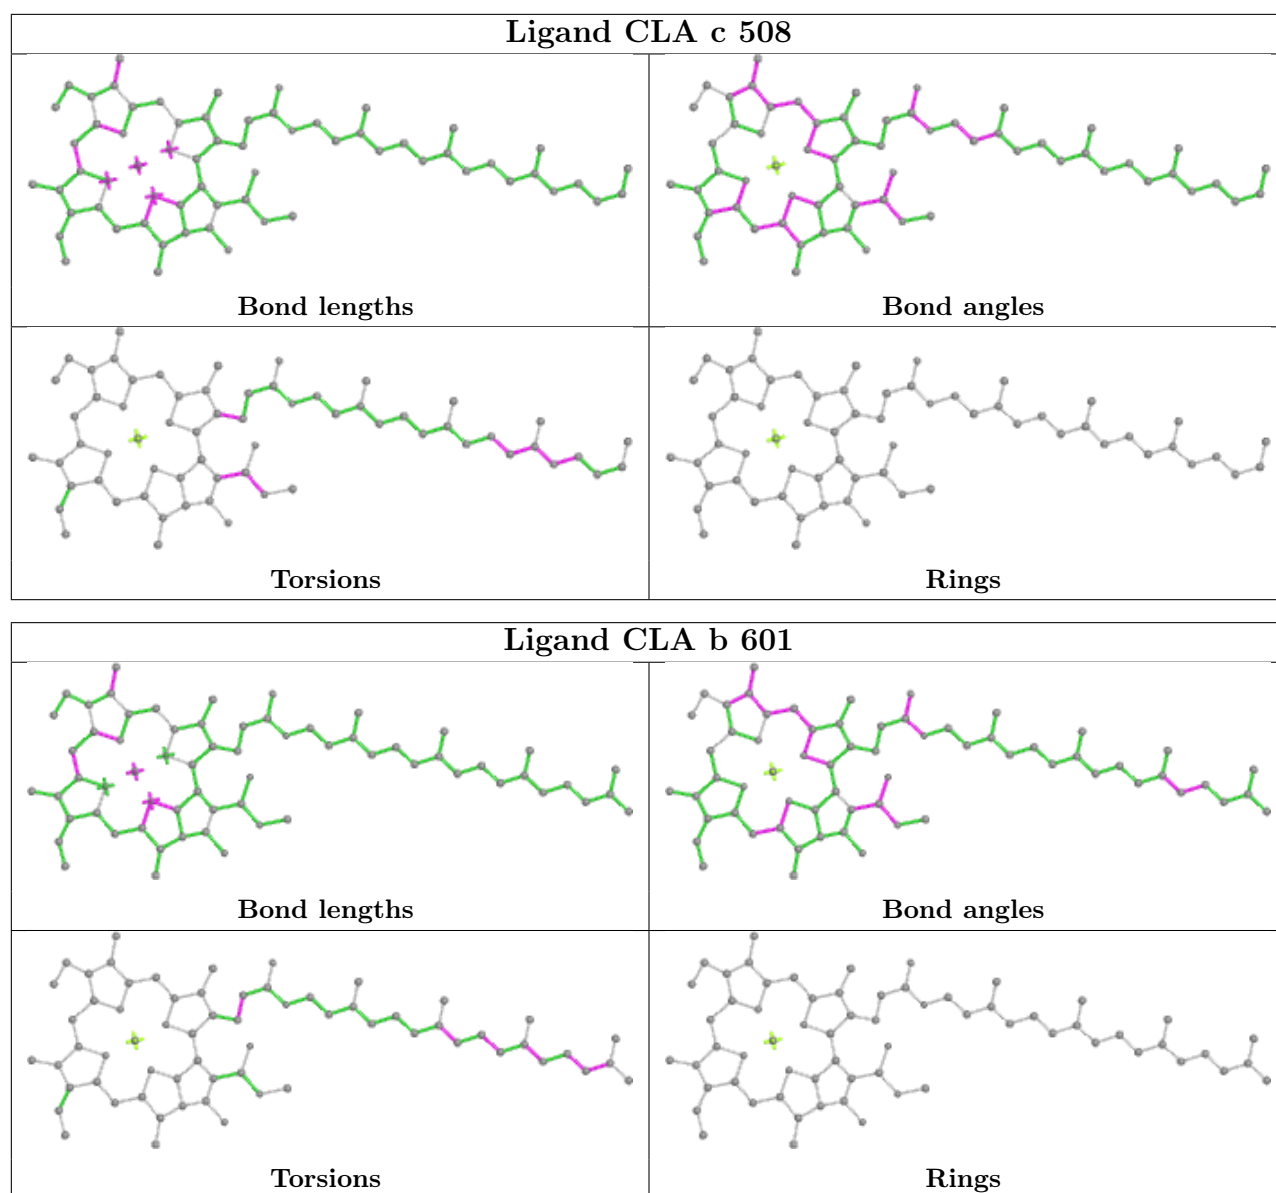 Ligand CLA c 508
Bond lengths
Bond angles
Torsions
Rings
Ligand CLA b 601
Bond lengths
Bond angles
Torsions
Rings